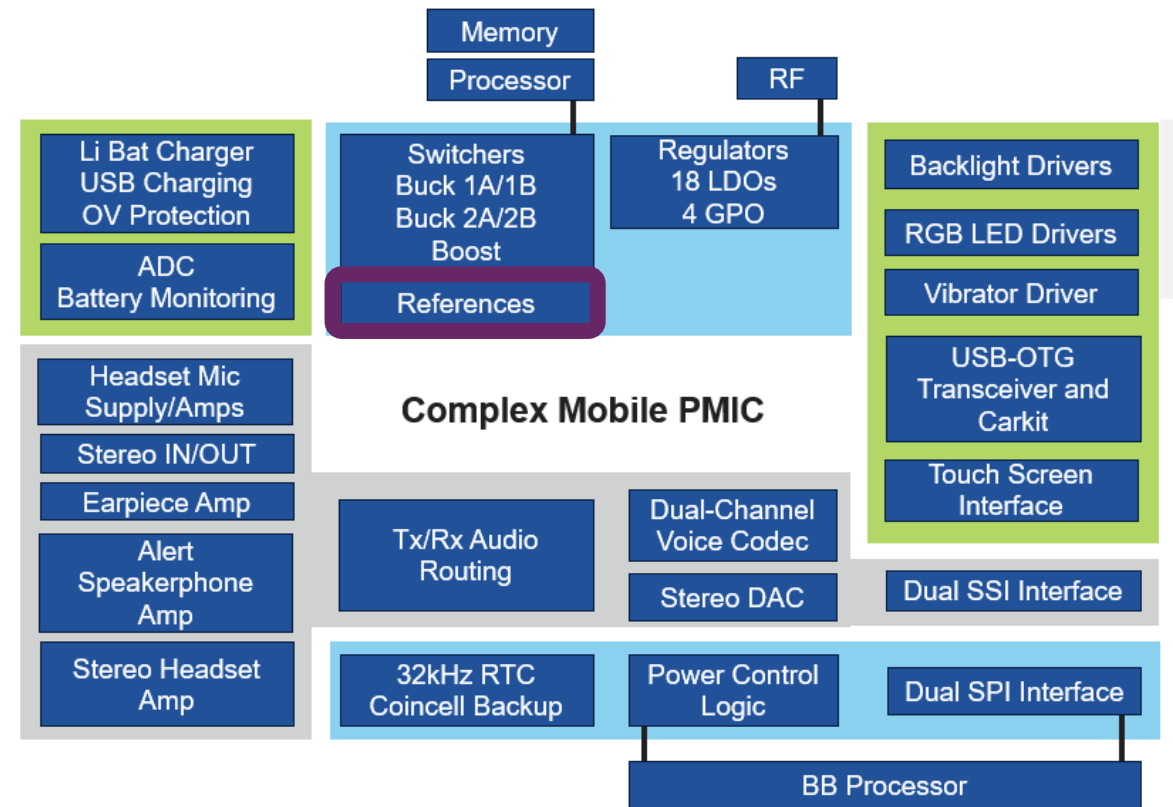 Memory
Processor
RF
Li Bat Charger
USB Charging
OV Protection
ADC
Battery Monitoring
Switchers
Buck 1A/1B
Buck 2A/2B
Boost
References
Regulators
18 LDOs
4 GPO
Backlight Drivers
RGB LED Drivers
Vibrator Driver
USB-OTG
Transceiver and
Carkit
Touch Screen
Interface
Complex Mobile PMIC
Headset Mic
Supply/Amps
Stereo IN/OUT
Earpiece Amp
Alert
Speakerphone
Amp
Stereo Headset
Amp
Tx/Rx Audio
Routing
Dual-Channel
Voice Codec
Stereo DAC
Dual SSI Interface
32kHz RTC
Coincell Backup
Power Control
Logic
Dual SPI Interface
BB Processor